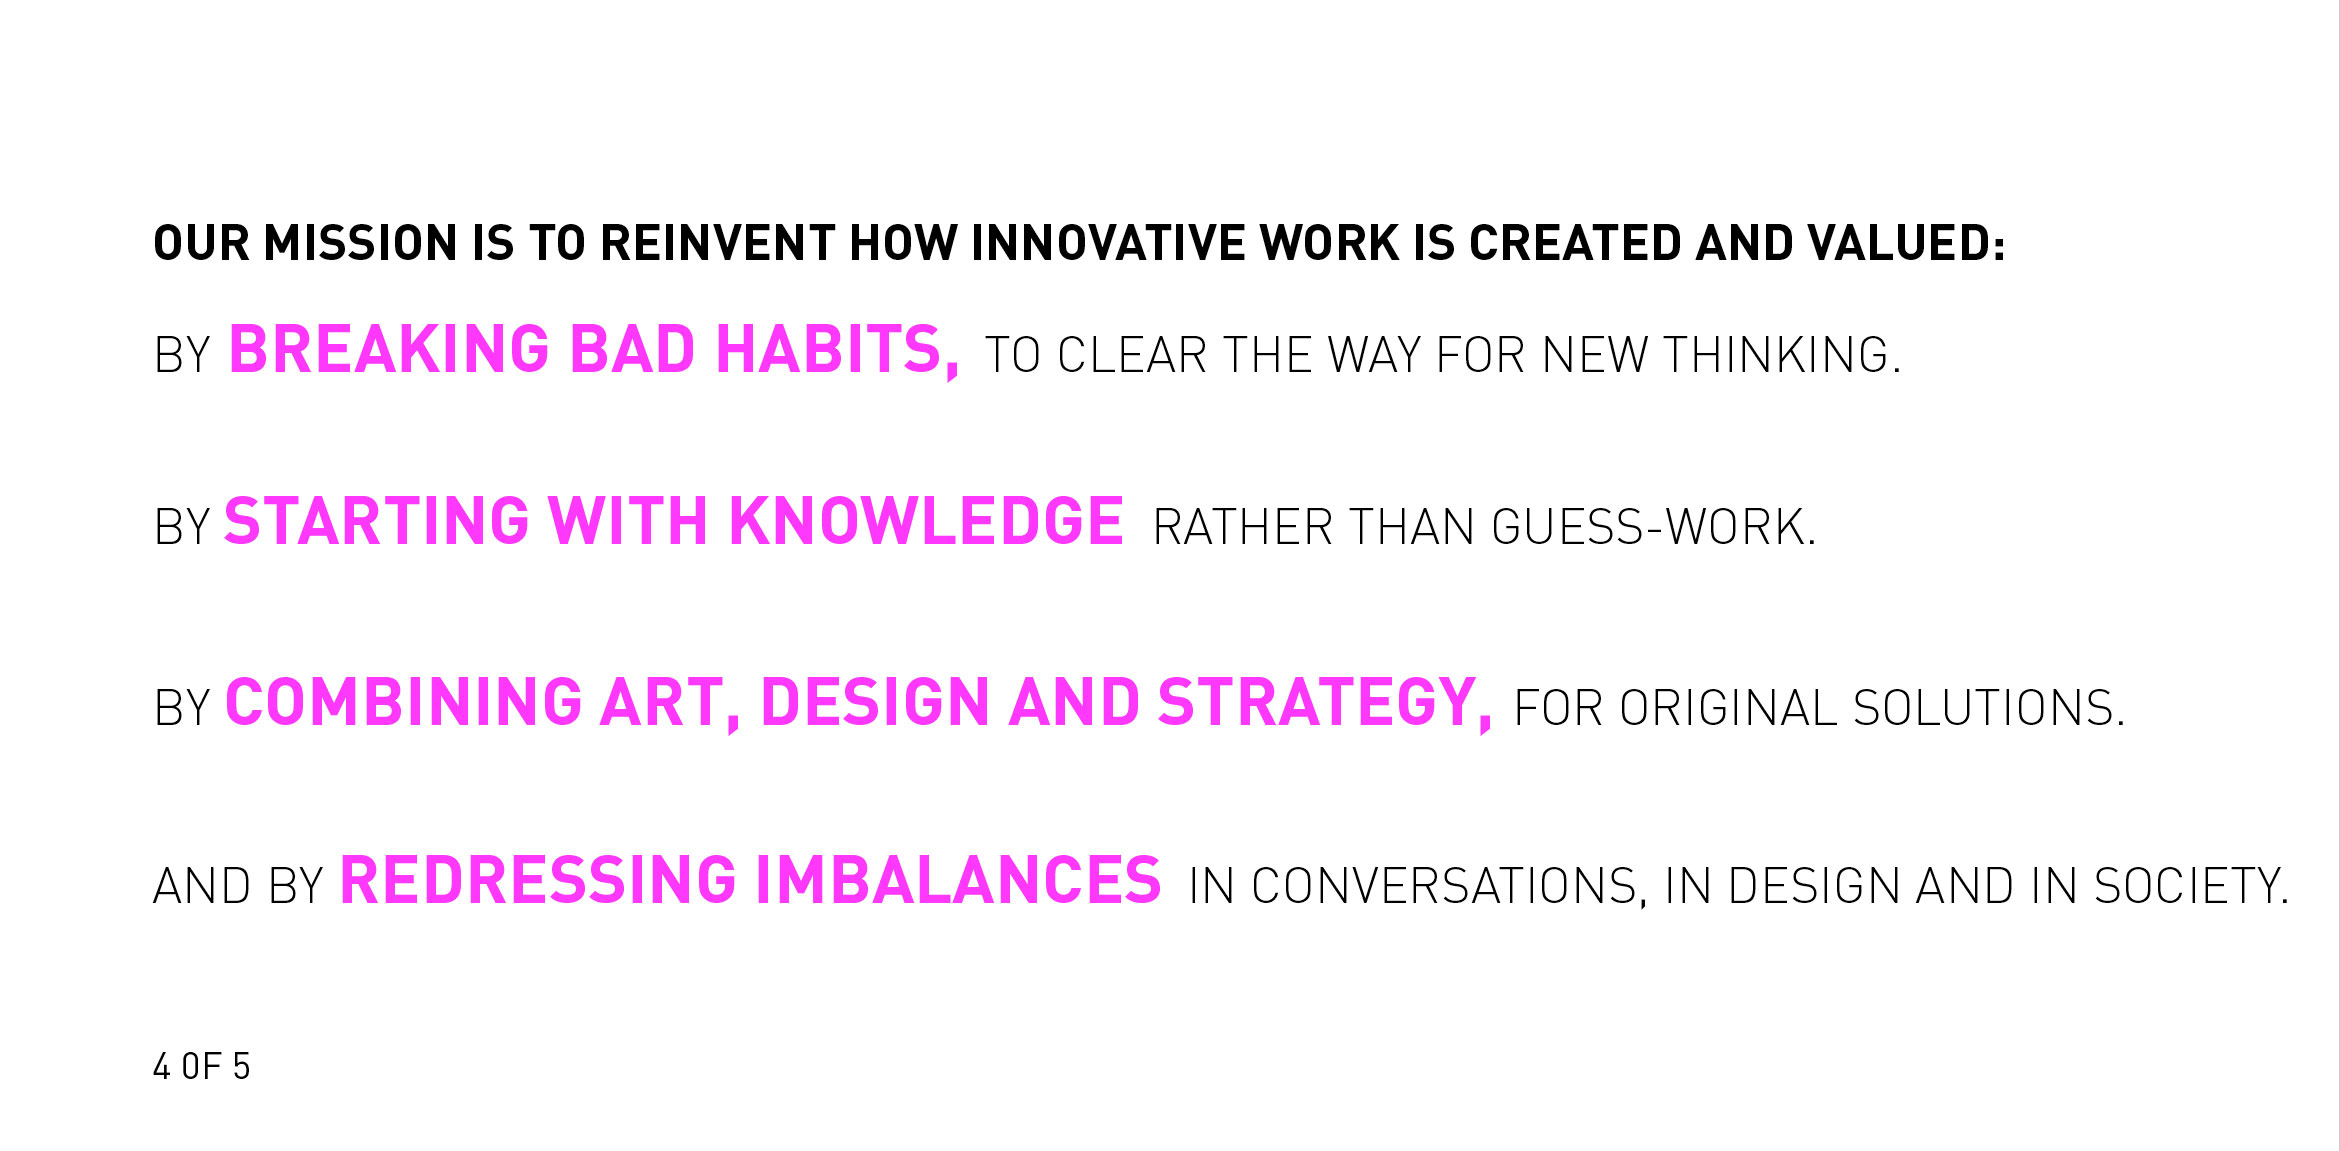 OUR MISSION IS TO REINVENT HOW INNOVATIVE WORK IS CREATED AND VALUED:
BY BREAKING BAD HABITS, TO CLEAR THE WAY FOR NEW THINKING.
BY STARTING WITH KNOWLEDGE RATHER THAN GUESS-WORK.
BY COMBINING ART, DESIGN AND STRATEGY, FOR ORIGINAL SOLUTIONS.
AND BY REDRESSING IMBALANCES IN CONVERSATIONS, IN DESIGN AND IN SOCIETY.
4 0F 5